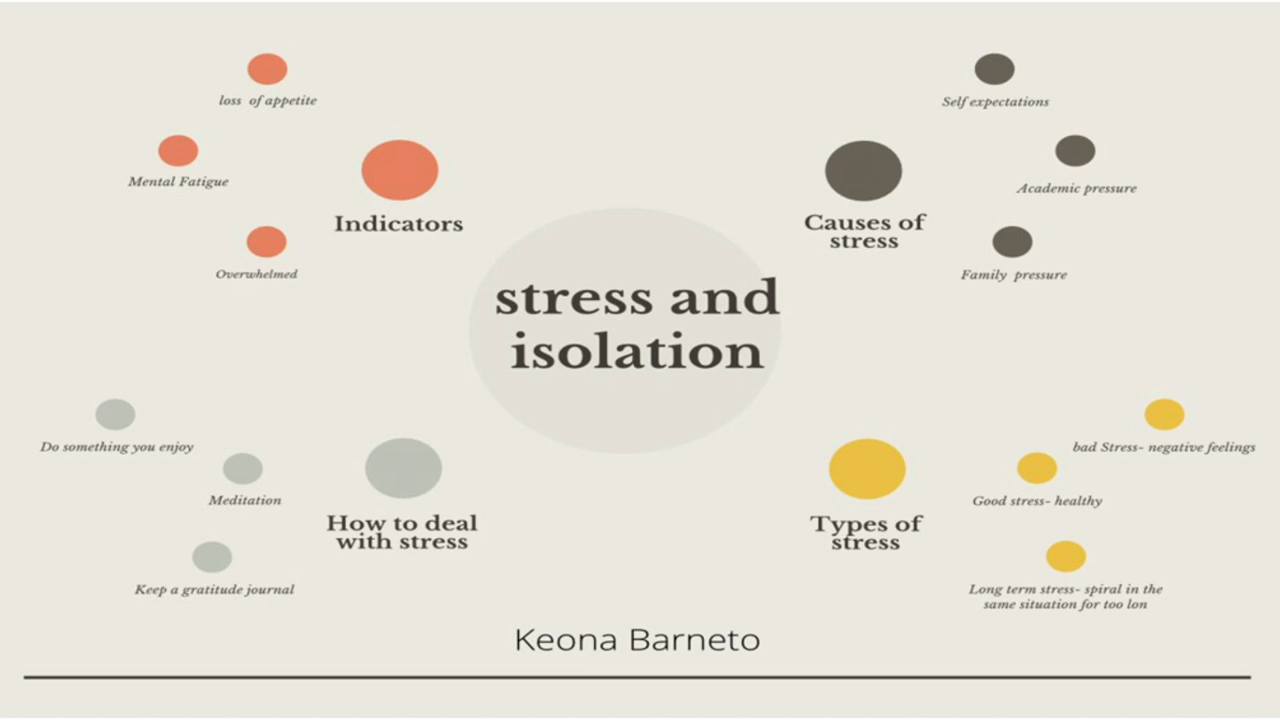 stress and
isolation
Indicators
loss of appetite
Mental Fatigue
Overwhelmed
Causes of
stress
Self expectations
Academic pressure
Family pressure
How to deal
with stress
Do something you enjoy
Meditation
Keep a gratitude journal
Types of
stress
bad Stress- negative feelings
Good stress- healthy
Long term stress- spiral in the
same situation for too lon
Keona Barneto